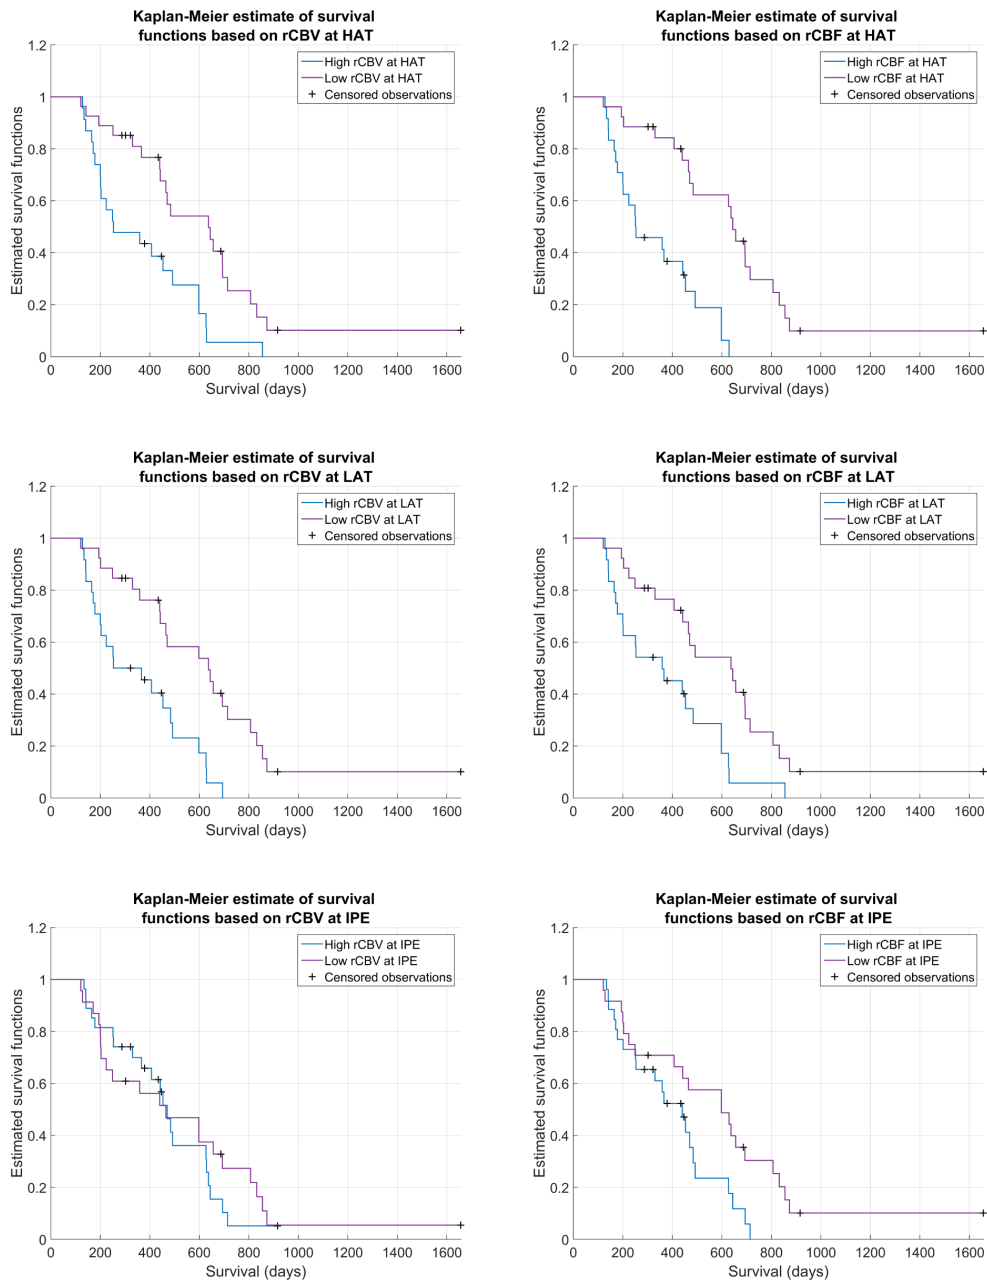 Kaplan-Meier estimate of survival
functions based on rCBV at HAT
1.2
1
0.8
0.6
0.4
0.2
0
Estimated survival functions
High rCBV at HAT
Low rCBV at HAT
Censored observations
0 200 400 600 800 1000 1200 1400 1600
Survival (days)
Kaplan-Meier estimate of survival
functions based on rCBF at HAT
1.2
1
0.8
0.6
0.4
0.2
0
Estimated survival functions
High rCBF at HAT
Low rCBF at HAT
Censored observations
0 200 400 600 800 1000 1200 1400 1600
Survival (days)
Kaplan-Meier estimate of survival
functions based on rCBV at LAT
1.2
1
0.8
0.6
0.4
0.2
0
Estimated survival functions
High rCBV at LAT
Low rCBV at LAT
Censored observations
0 200 400 600 800 1000 1200 1400 1600
Survival (days)
Kaplan-Meier estimate of survival
functions based on rCBF at LAT
1.2
1
0.8
0.6
0.4
0.2
0
Estimated survival functions
High rCBF at LAT
Low rCBF at LAT
Censored observations
0 200 400 600 800 1000 1200 1400 1600
Survival (days)
Kaplan-Meier estimate of survival
functions based on rCBV at IPE
1.2
1
0.8
0.6
0.4
0.2
0
Estimated survival functions
High rCBV at IPE
Low rCBV at IPE
Censored observations
0 200 400 600 800 1000 1200 1400 1600
Survival (days)
Kaplan-Meier estimate of survival
functions based on rCBF at IPE
1.2
1
0.8
0.6
0.4
0.2
0
Estimated survival functions
High rCBF at IPE
Low rCBF at IPE
Censored observations
0 200 400 600 800 1000 1200 1400 1600
Survival (days)